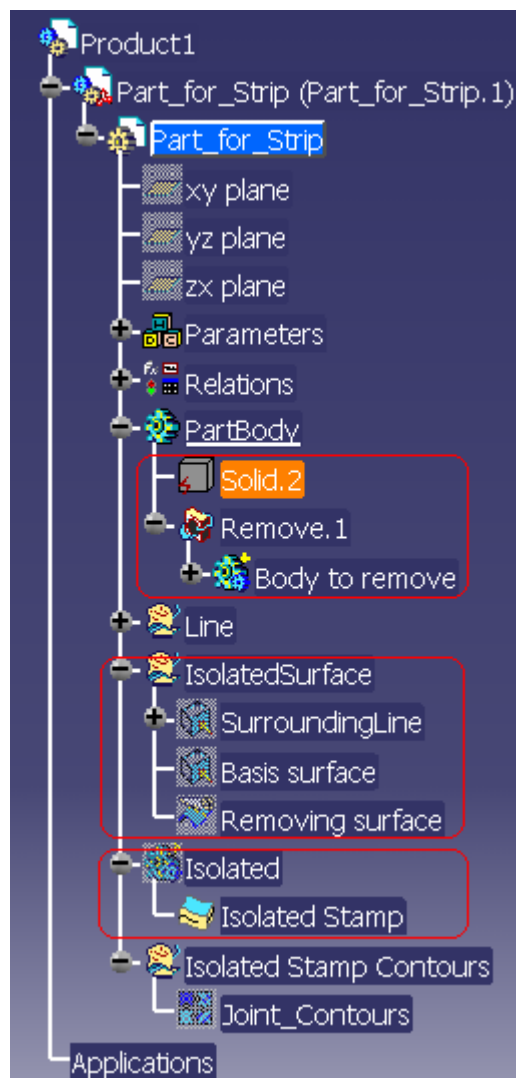 Product1
Part_for_Strip (Part_for_Strip.1)
Part_for_Strip
xy plane
yz plane
zx plane
Parameters
Relations
PartBody
Solid.2
Remove.1
Body to remove
Line
IsolatedSurface
SurroundingLine
Basis surface
Removing surface
Isolated
Isolated Stamp
Isolated Stamp Contours
Joint_Contours
Applications